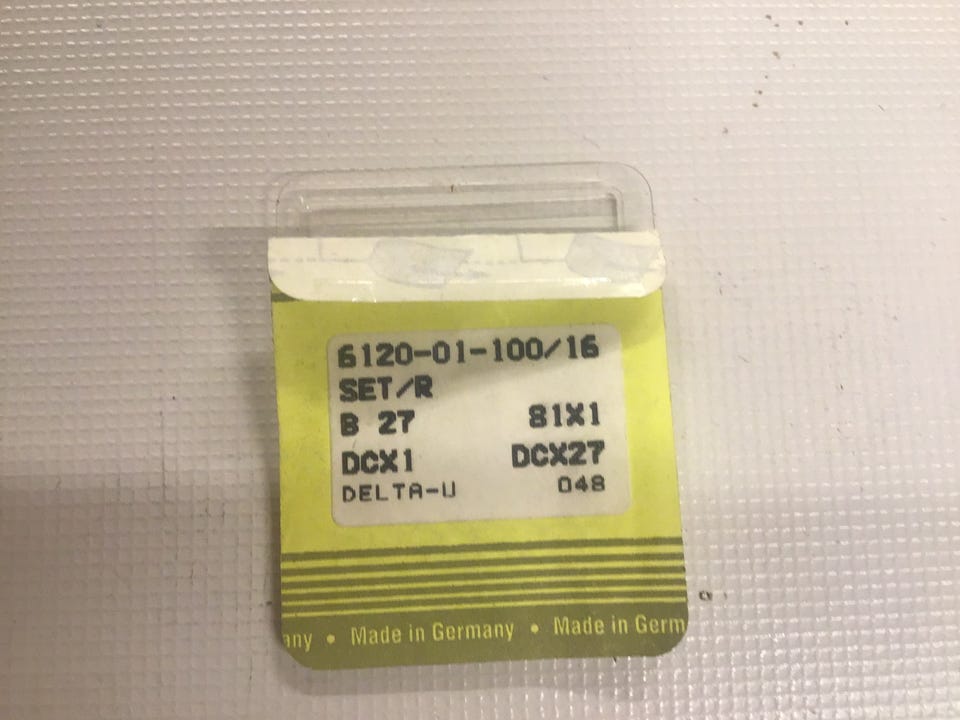 6120-01-100/16
SET/R
B 27 81X1
DCX1 DCX27
DELTA-U 048
any • Made in Germany • Made in Germ